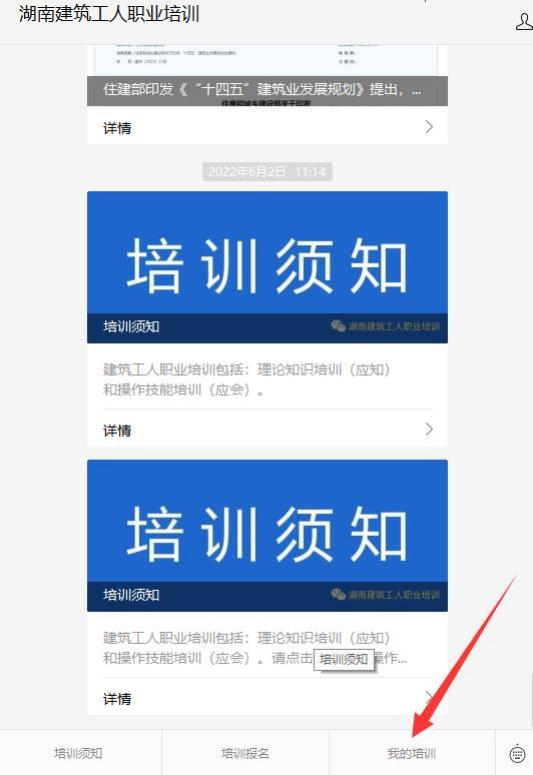 湖南建筑工人职业培训
住建部印发《“十四五”建筑业发展规划》提出，...
详情
2022年6月2日 11:14
培训须知
培训须知
湖南建筑工人职业培训
建筑工人职业培训包括：理论知识培训（应知）
和操作技能培训（应会）。
详情
培训须知
培训须知
湖南建筑工人职业培训
建筑工人职业培训包括：理论知识培训（应知）
和操作技能培训（应会）。请点击
培训须知
操作...
详情
培训须知
培训报名
我的培训